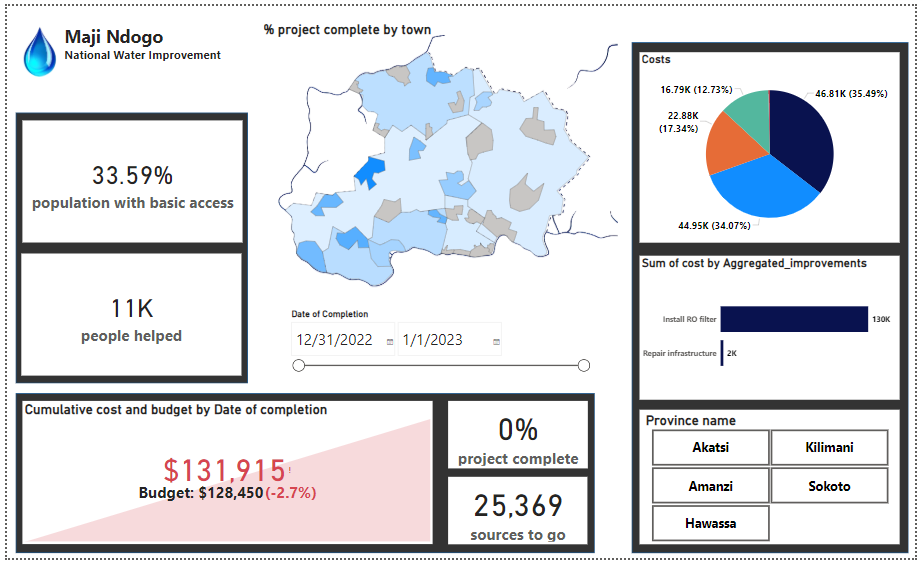 Maji Ndogo
National Water Improvement
% project complete by town
33.59%
population with basic access
11K
people helped
Date of Completion
12/31/2022
1/1/2023
Cumulative cost and budget by Date of completion
$131,915!
Budget: $128,450 (-2.7%)
0%
project complete
25,369
sources to go
Costs
16.79K (12.73%)
46.81K (35.49%)
22.88K
(17.34%)
44.95K (34.07%)
Sum of cost by Aggregated_improvements
Install RO filter
130K
Repair infrastructure
2K
Province name
Akatsi
Kilimani
Amanzi
Sokoto
Hawassa